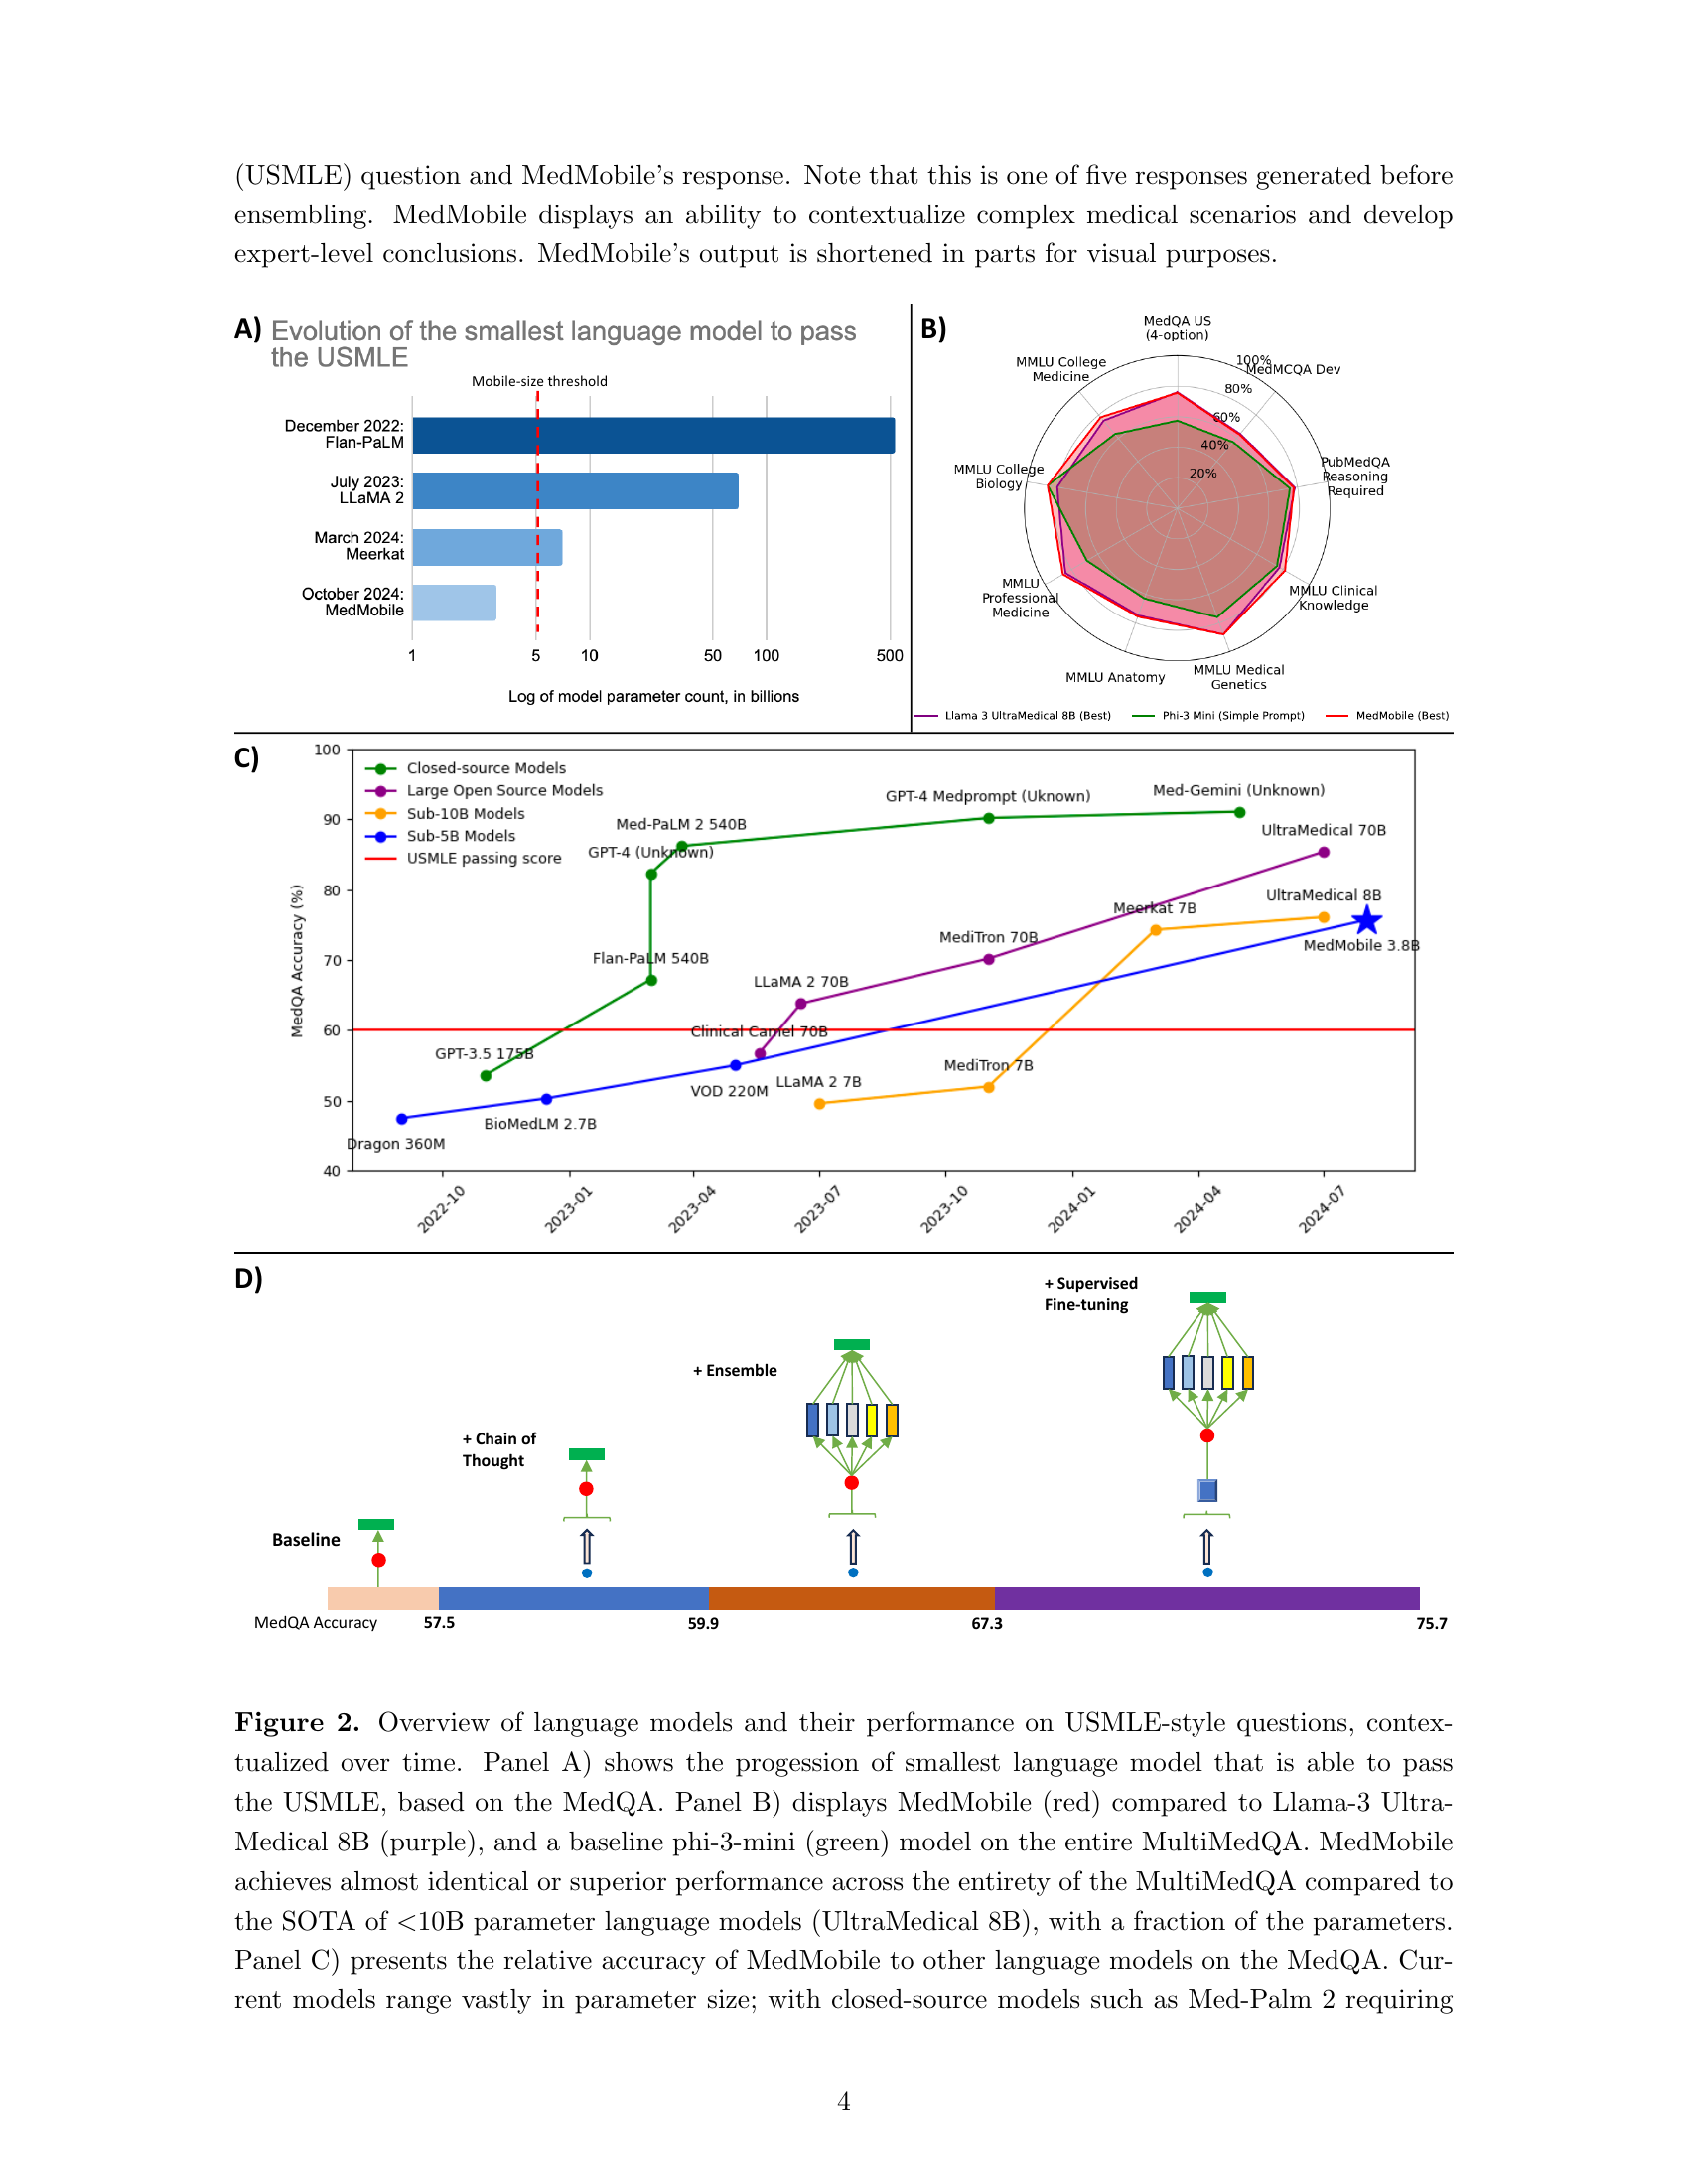 (USMLE) question and MedMobile's response. Note that this is one of five responses generated before
ensembling. MedMobile displays an ability to contextualize complex medical scenarios and develop
expert-level conclusions. MedMobile's output is shortened in parts for visual purposes.
A)
Evolution of the smallest language model to pass
the USMLE
Mobile-size threshold
December 2022:
Flan-PaLM
July 2023:
LLaMA 2
March 2024:
Meerkat
October 2024:
MedMobile
1 5 10 50 100 500
Log of model parameter count, in billions
B)
MedQA US
(4-option)
MedMCQA Dev
PubMedQA
Reasoning
Required
MMLU Clinical
Knowledge
MMLU Medical
Genetics
MMLU Anatomy
MMLU
Professional
Medicine
MMLU College
Biology
MMLU College
Medicine
100%
80%
60%
40%
20%
Llama 3 UltraMedical 8B (Best) Phi-3 Mini (Simple Prompt) MedMobile (Best)
C)
MedQA Accuracy (%)
100
90
80
70
60
50
40
Closed-source Models
Large Open Source Models
Sub-10B Models
Sub-5B Models
USMLE passing score
GPT-4 Medprompt (Uknown)
Med-Gemini (Unknown)
Med-PaLM 2 540B
GPT-4 (Unknown)
UltraMedical 70B
UltraMedical 8B
Meerkat 7B
MediTron 70B
MedMobile 3.8B
Flan-PaLM 540B
LLaMA 2 70B
Clinical Camel 70B
GPT-3.5 175B
MediTron 7B
LLaMA 2 7B
VOD 220M
BioMedLM 2.7B
Dragon 360M
2022-10 2023-01 2023-04 2023-07 2023-10 2024-01 2024-04 2024-07
D)
+ Supervised
Fine-tuning
+ Ensemble
+ Chain of
Thought
Baseline
MedQA Accuracy 57.5 59.9 67.3 75.7
Figure 2. Overview of language models and their performance on USMLE-style questions, contex-
tualized over time. Panel A) shows the progession of smallest language model that is able to pass
the USMLE, based on the MedQA. Panel B) displays MedMobile (red) compared to Llama-3 Ultra-
Medical 8B (purple), and a baseline phi-3-mini (green) model on the entire MultiMedQA. MedMobile
achieves almost identical or superior performance across the entirety of the MultiMedQA compared to
the SOTA of <10B parameter language models (UltraMedical 8B), with a fraction of the parameters.
Panel C) presents the relative accuracy of MedMobile to other language models on the MedQA. Cur-
rent models range vastly in parameter size; with closed-source models such as Med-Palm 2 requiring
4